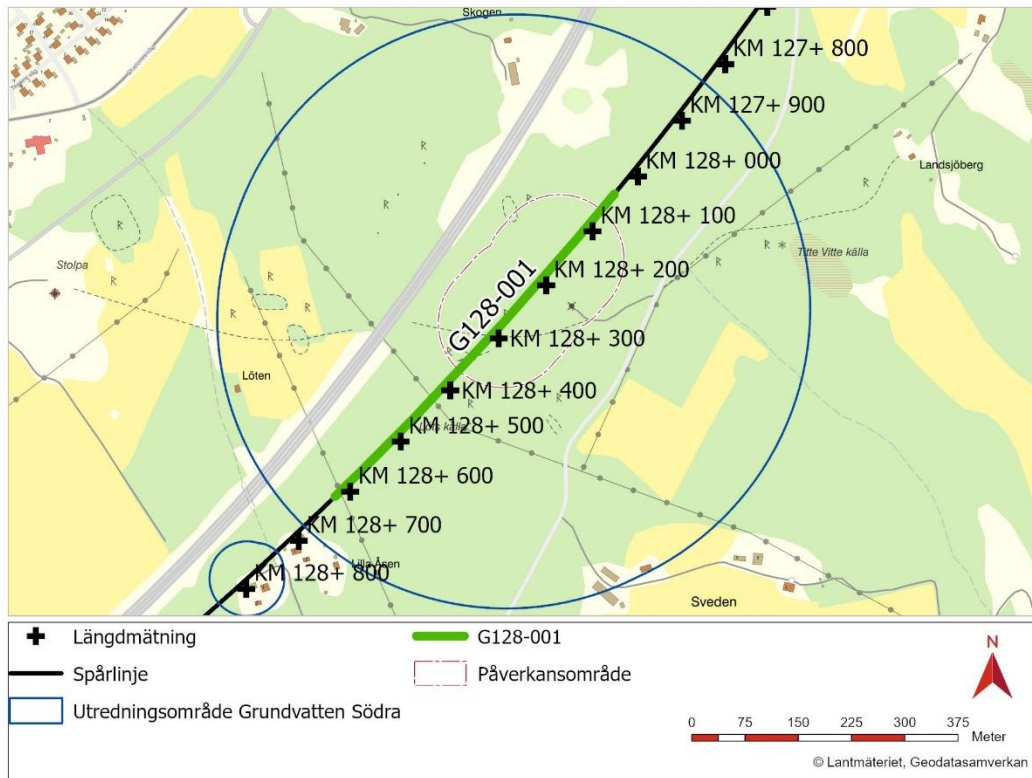 Skogen
KM 127+ 800
KM 127+ 900
KM 128+ 000
Landsjöberg
KM 128+ 100
Titte Vitte källa
Stolpa
KM 128+ 200
G128-001
KM 128+ 300
Löten
KM 128+ 400
KM 128+ 500
KM 128+ 600
KM 128+ 700
Lilla Åsen
KM 128+ 800
Sveden
Längdmätning
G128-001
Spårlinje
Påverkansområde
Utredningsområde Grundvatten Södra
N
0 75 150 225 300 375
Meter
© Lantmäteriet, Geodatasamverkan